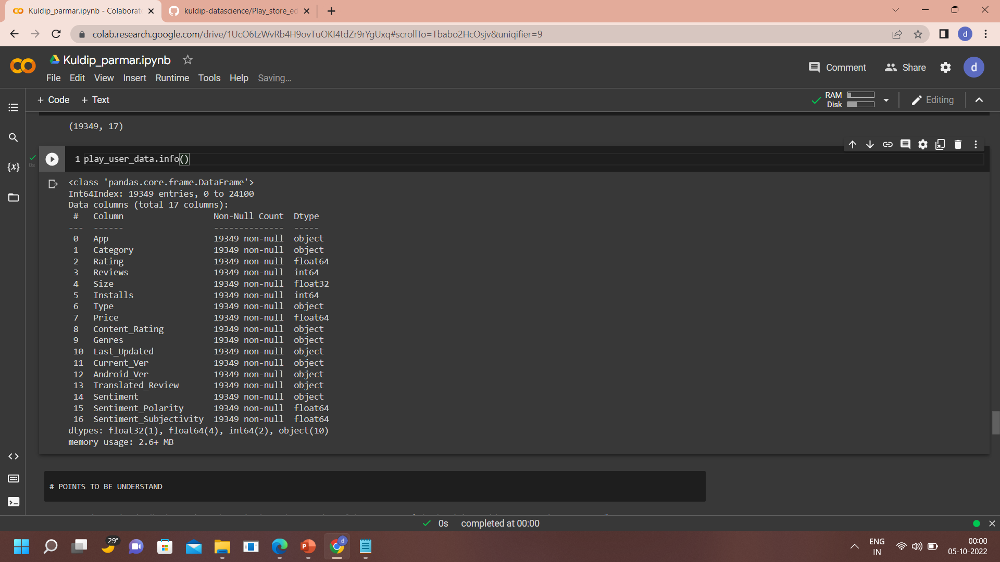 Kuldip_parmar.ipynb - Colaborat
kuldip-datascience/Play_store_ed
colab.research.google.com/drive/1UcO6tzWvRb4H9ovTuOKI4tdZr9rYgUxq#scrollTo=Tbabo2HcOsjv&uniqifier=9
d
Kuldip_parmar.ipynb
Comment
Share
d
File Edit View Insert Runtime Tools Help Saving...
+ Code + Text
RAM
Disk
Editing
(19349, 17)
{x}
0s
1 play_user_data.info()
<class 'pandas.core.frame.DataFrame'>
Int64Index: 19349 entries, 0 to 24100
Data columns (total 17 columns):
# Column Non-Null Count Dtype
--- ------ -------------- -----
0 App 19349 non-null object
1 Category 19349 non-null object
2 Rating 19349 non-null float64
3 Reviews 19349 non-null int64
4 Size 19349 non-null float32
5 Installs 19349 non-null int64
6 Type 19349 non-null object
7 Price 19349 non-null float64
8 Content_Rating 19349 non-null object
9 Genres 19349 non-null object
10 Last_Updated 19349 non-null object
11 Current_Ver 19349 non-null object
12 Android_Ver 19349 non-null object
13 Translated_Review 19349 non-null object
14 Sentiment 19349 non-null object
15 Sentiment_Polarity 19349 non-null float64
16 Sentiment_Subjectivity 19349 non-null float64
dtypes: float32(1), float64(4), int64(2), object(10)
memory usage: 2.6+ MB
# POINTS TO BE UNDERSTAND
0s completed at 00:00
29°
d
P
ENG
IN
00:00
05-10-2022